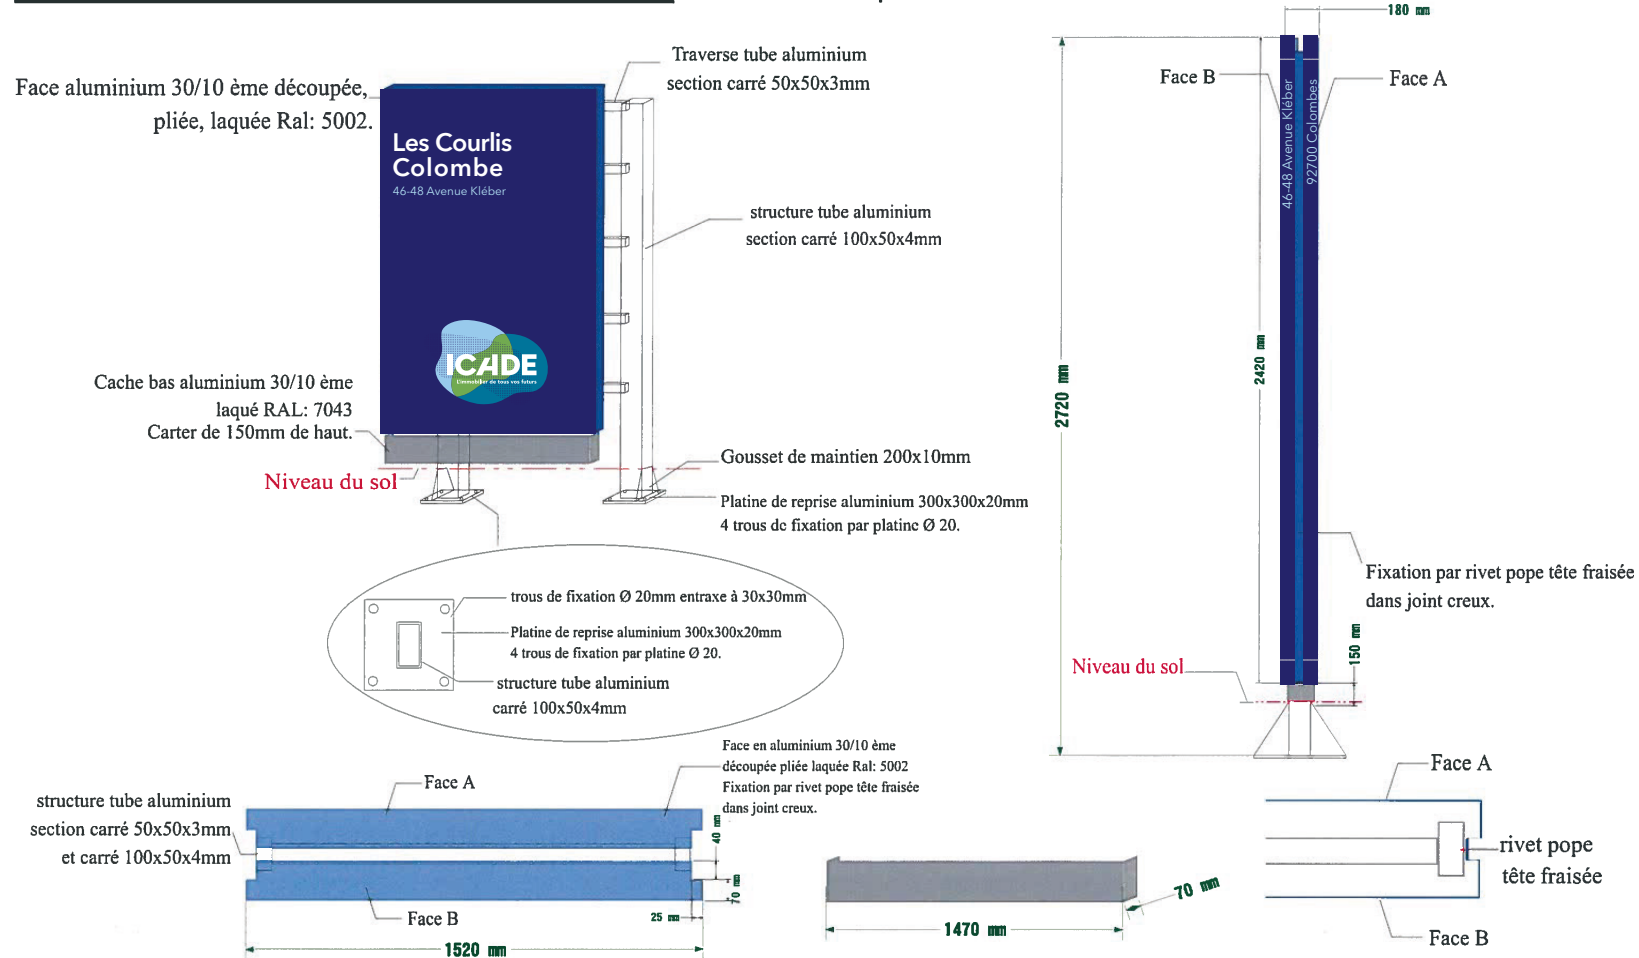 Face aluminium 30/10 ème découpée,
pliée, laquée Ral: 5002.
Traverse tube aluminium
section carré 50x50x3mm
Les Courlis
Colombe
46-48 Avenue Kléber
structure tube aluminium
section carré 100x50x4mm
ICADE
L'immobilier de tous vos futurs
Cache bas aluminium 30/10 ème
laqué RAL: 7043
Carter de 150mm de haut.
Niveau du sol
Gousset de maintien 200x10mm
Platine de reprise aluminium 300x300x20mm
4 trous de fixation par platine Ø 20.
trous de fixation Ø 20mm entraxe à 30x30mm
Platine de reprise aluminium 300x300x20mm
4 trous de fixation par platine Ø 20.
structure tube aluminium
carré 100x50x4mm
180 mm
Face B
Face A
46-48 Avenue Kléber
92700 Colombes
2720 mm
2420 mm
Fixation par rivet pope tête fraisée
dans joint creux.
150 mm
Niveau du sol
Face en aluminium 30/10 ème
découpée pliée laquée Ral: 5002
Fixation par rivet pope tête fraisée
dans joint creux.
Face A
structure tube aluminium
section carré 50x50x3mm
et carré 100x50x4mm
40 mm
70 mm
25 mm
Face B
1520 mm
70 mm
1470 mm
Face A
rivet pope
tête fraisée
Face B